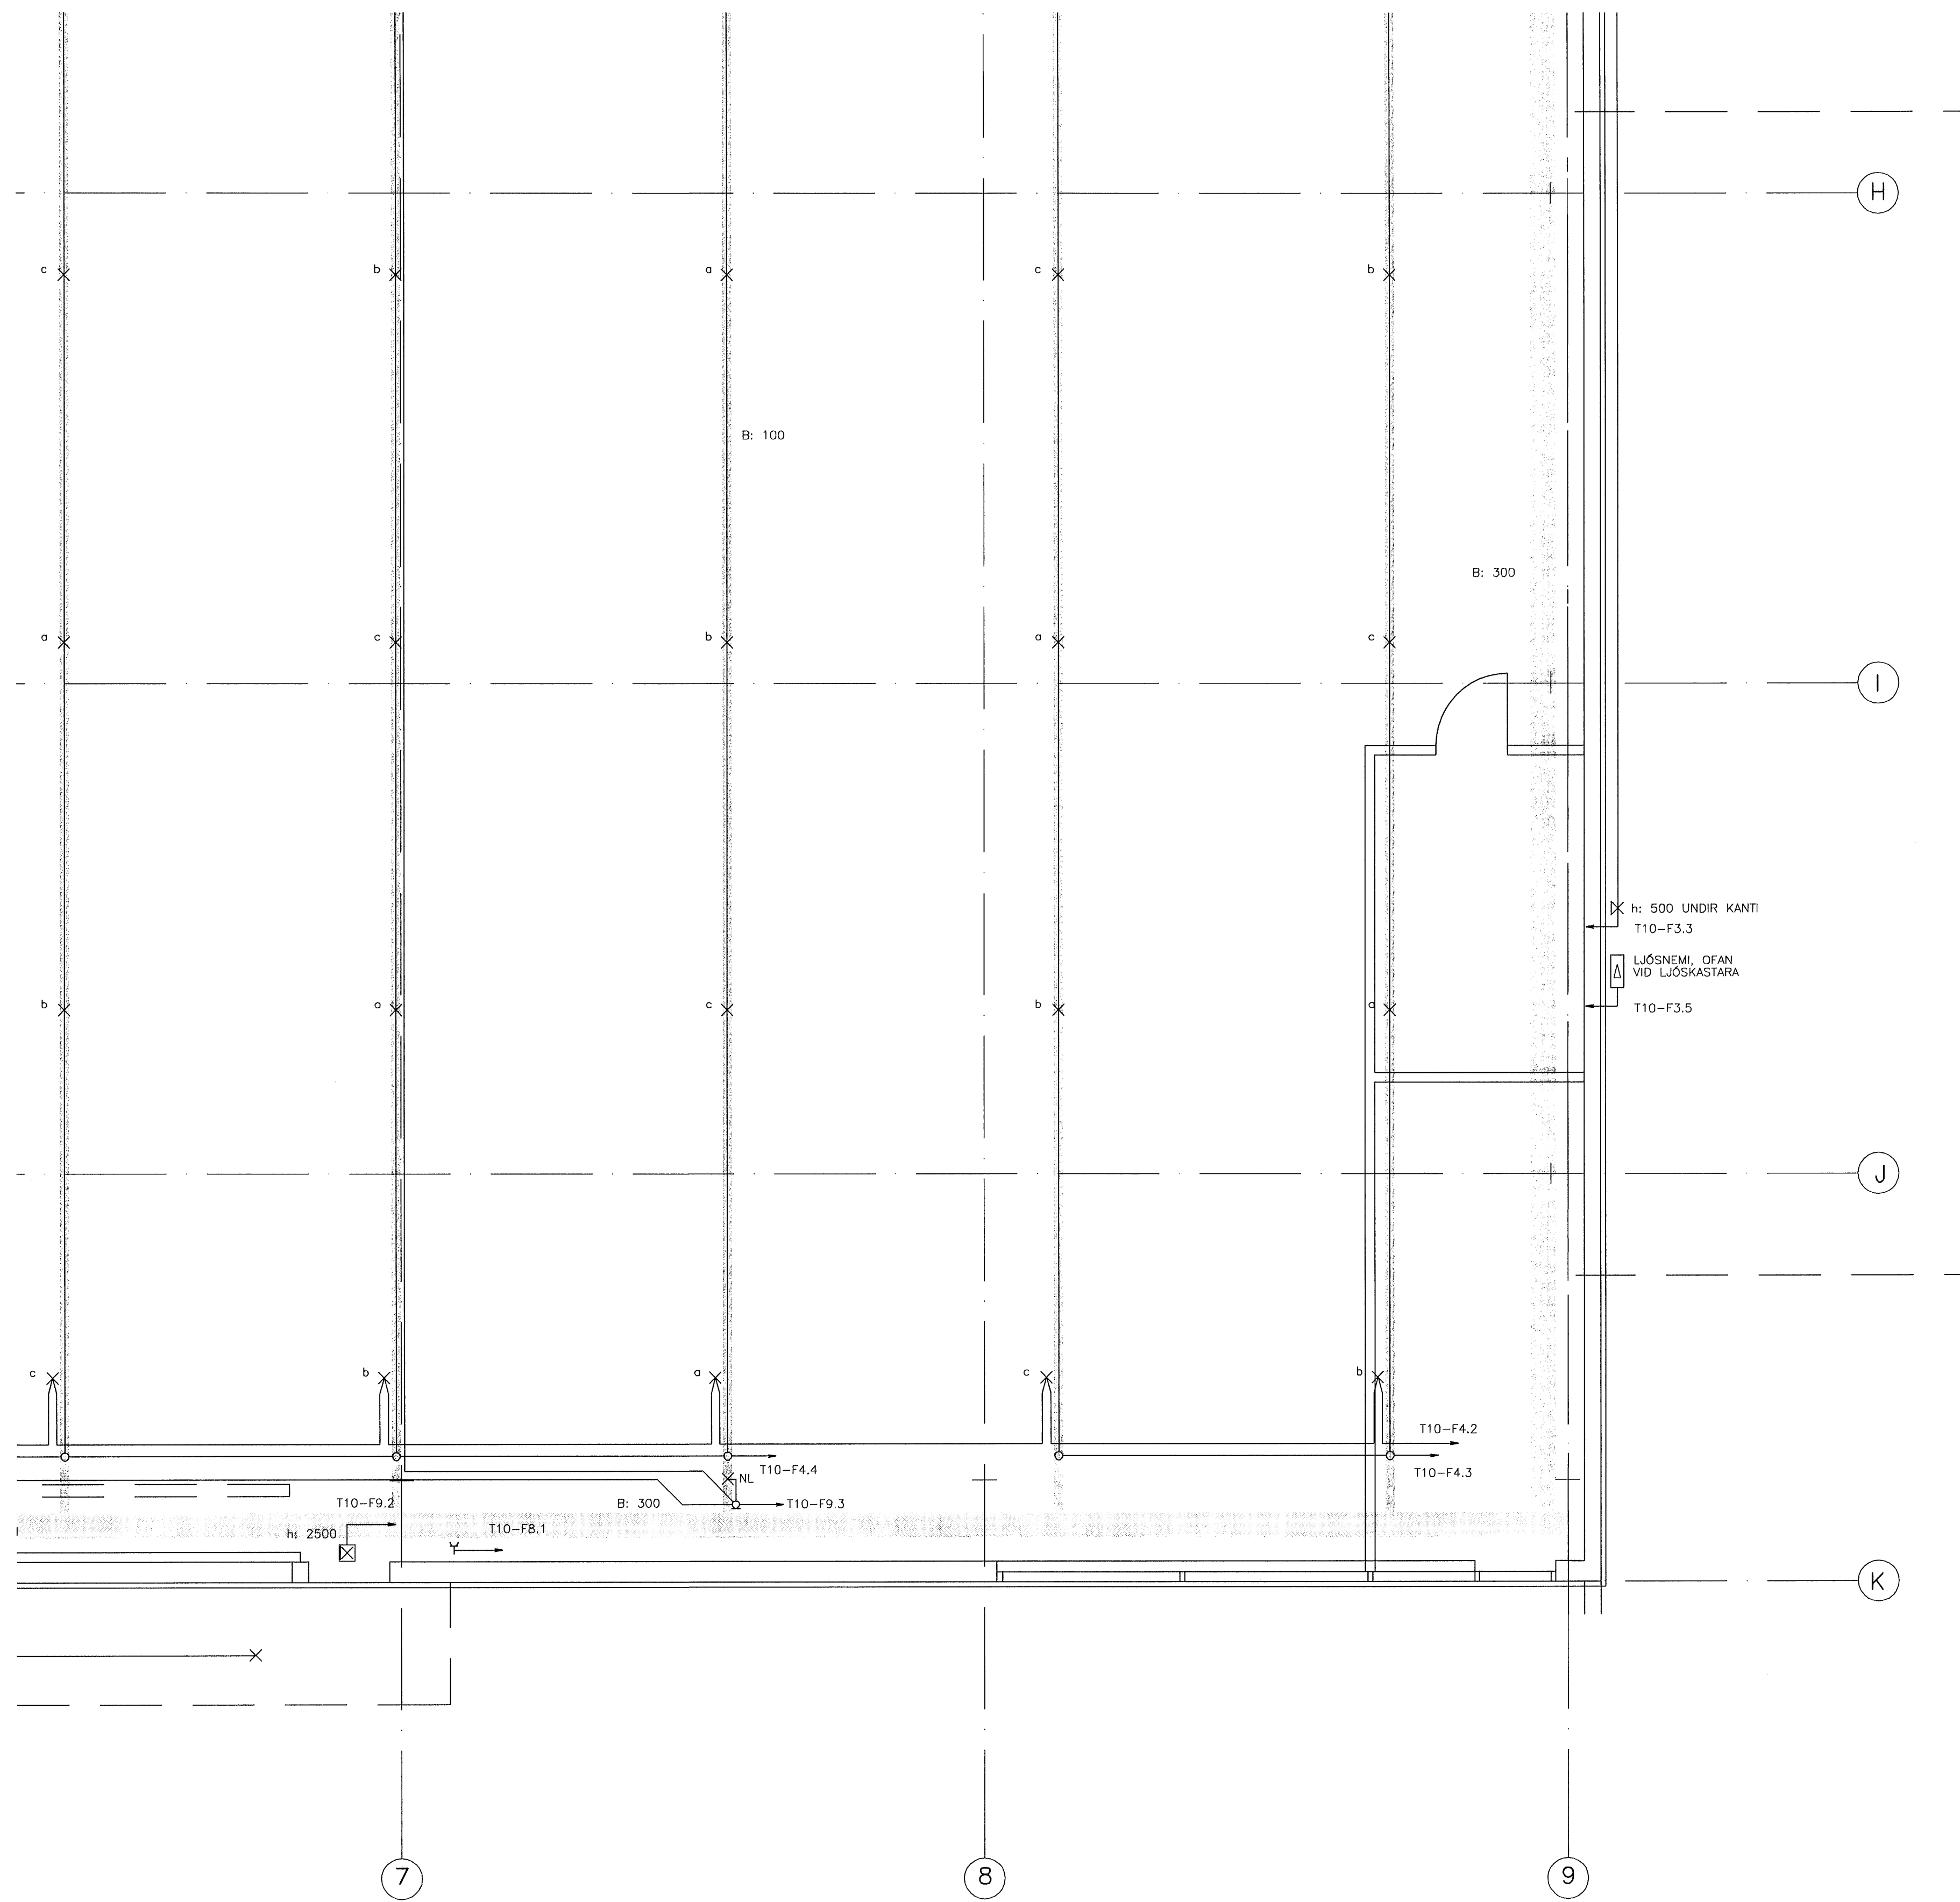 H
c
b
a
c
b
B: 100
B: 300
a
c
b
a
c
I
h: 500 UNDIR KANTI
T10-F3.3
LJÓSNEMI, OFAN
VID LJÓSKASTARA
T10-F3.5
b
a
c
b
a
J
c
b
a
c
b
T10-F4.2
T10-F4.4
T10-F4.3
NL
T10-F9.2
B: 300
T10-F9.3
h: 2500
T10-F8.1
K
7
8
9